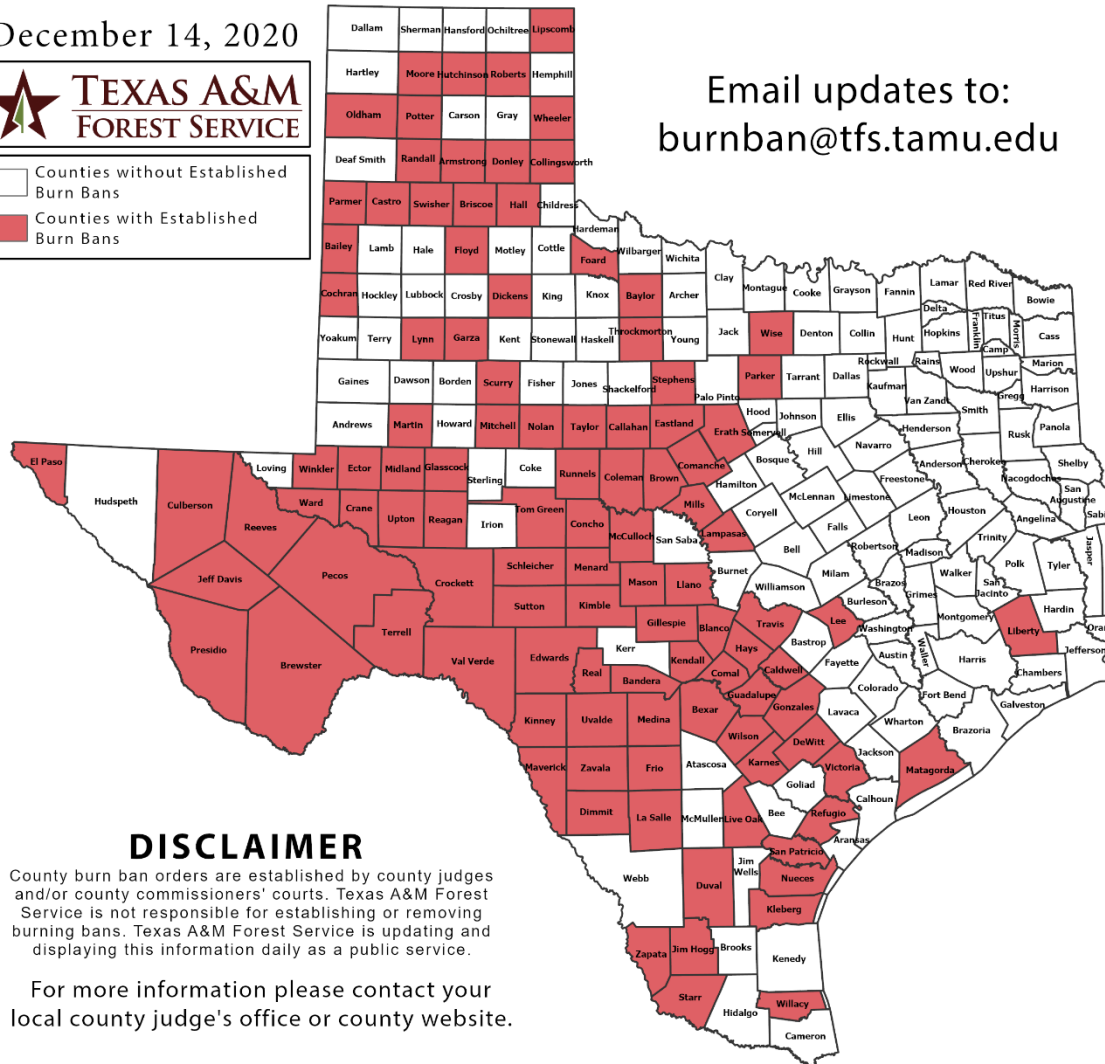 December 14, 2020
TEXAS A&M
FOREST SERVICE
Counties without Established
Burn Bans
Counties with Established
Burn Bans
Email updates to:
burnban@tfs.tamu.edu
Dallam Sherman Hansford Ochiltree Lipscomb
Hartley Moore Hutchinson Roberts Hemphill
Oldham Potter Carson Gray Wheeler
Deaf Smith Randall Armstrong Donley Collingsworth
Parmer Castro Swisher Briscoe Hall Childress
Hardeman
Bailey Lamb Hale Floyd Motley Cottle Foard Wilbarger Wichita
Clay Montague Cooke Grayson Fannin Lamar Red River Bowie
Cochran Hockley Lubbock Crosby Dickens King Knox Baylor Archer
Delta Franklin Titus Morris Cass
Yoakum Terry Lynn Garza Kent Stonewall Haskell Throckmorton Young Jack Wise Denton Collin Hunt Hopkins
Camp Marion
Rockwall Rains Wood Upshur
Gaines Dawson Borden Scurry Fisher Jones Shackelford Stephens Palo Pinto Parker Tarrant Dallas Kaufman Van Zandt Gregg Harrison
Smith
Andrews Martin Howard Mitchell Nolan Taylor Callahan Eastland Erath Hood Somervell Johnson Ellis Henderson Rusk Panola
Navarro
El Paso Hudspeth Culberson Reeves Loving Winkler Ector Midland Glasscock Sterling Coke Runnels Coleman Brown Comanche Bosque Hill Freestone Anderson Cherokee Nacogdoches Shelby
San
Augustine
Hamilton McLennan Limestone
Ward Crane Upton Reagan Irion Tom Green Concho McCulloch San Saba Mills Lampasas Coryell Falls Leon Houston Angelina Sabi
Bell Robertson Madison Trinity Polk Tyler Jasper
Jeff Davis Pecos Crockett Schleicher Menard Mason Llano Burnet Williamson Milam Brazos Grimes Walker San
Jacinto
Hardin
Sutton Kimble Gillespie Blanco Travis Lee Burleson Washington Montgomery Liberty Oran
Jefferson
Presidio Brewster Terrell Val Verde Edwards Kerr Real Bandera Kendall Hays Comal Caldwell Bastrop Fayette Austin Waller Harris Chambers
Guadalupe Gonzales Colorado Fort Bend Galveston
Kinney Uvalde Medina Bexar Wilson Lavaca Wharton Brazoria
DeWitt Karnes Jackson Matagorda
Maverick Zavala Frio Atascosa Victoria
Goliad Calhoun
Dimmit La Salle McMullen Live Oak Bee Refugio Aransas
San Patricio
Webb Duval Jim
Wells
Nueces
Kleberg
Zapata Jim Hogg Brooks Kenedy
Starr Hidalgo Willacy
Cameron
DISCLAIMER
County burn ban orders are established by county judges
and/or county commissioners' courts. Texas A&M Forest
Service is not responsible for establishing or removing
burning bans. Texas A&M Forest Service is updating and
displaying this information daily as a public service.
For more information please contact your
local county judge's office or county website.